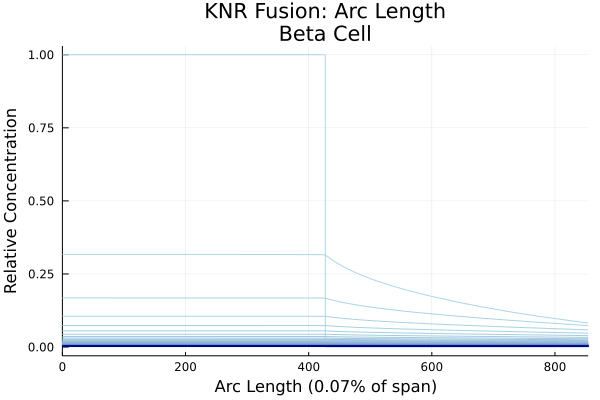 KNR Fusion: Arc Length
Beta Cell
1.00
0.75
0.50
0.25
0.00
Relative Concentration
0 200 400 600 800
Arc Length (0.07% of span)